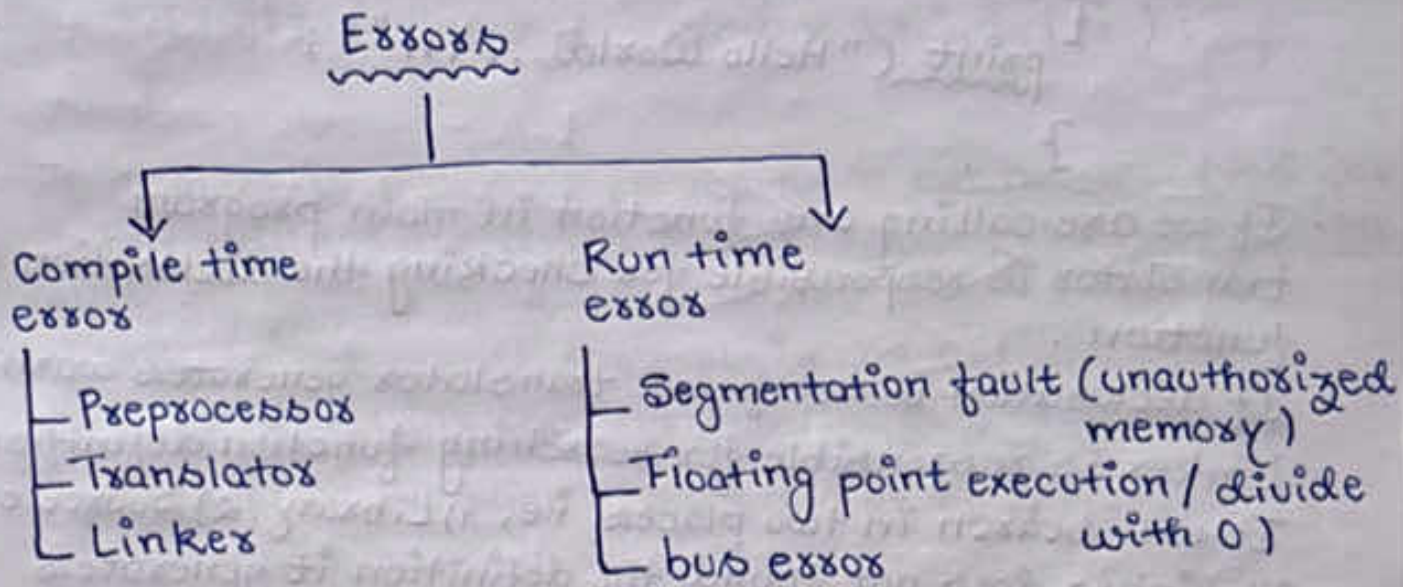 Errors
Compile time
error
Preprocessor
Translator
Linker
Run time
error
Segmentation fault (unauthorized
memory)
Floating point execution / divide
with 0)
bus error